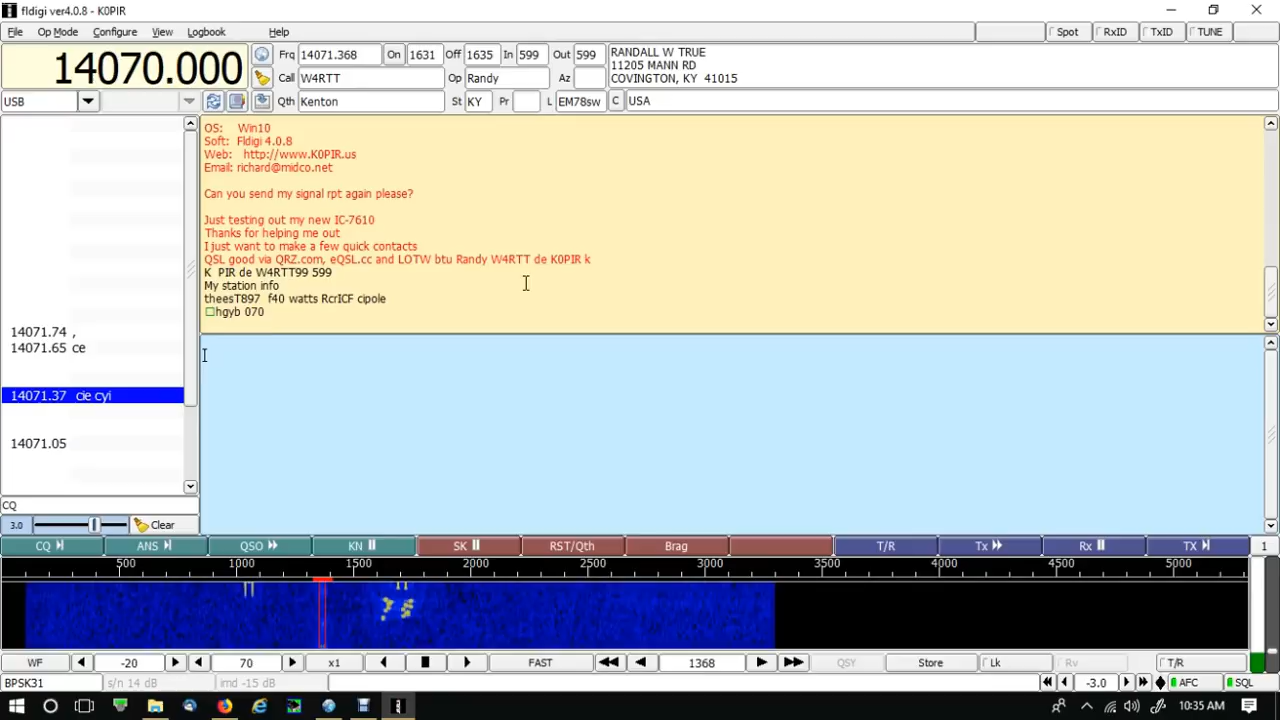 fldigi ver4.0.8 - K0PIR
File Op Mode Configure View Logbook Help Spot RxID TxID TUNE
14070.000 Frq 14071.368 On 1631 Off 1635 In 599 Out 599
Call W4RTT Op Randy Az
USB Qth Kenton St KY Pr L EM78sw C USA
RANDALL W TRUE
11205 MANN RD
COVINGTON, KY 41015
OS: Win10
Soft: Fldigi 4.0.8
Web: http://www.K0PIR.us
Email: richard@midco.net
Can you send my signal rpt again please?
Just testing out my new IC-7610
Thanks for helping me out
I just want to make a few quick contacts
QSL good via QRZ.com, eQSL.cc and LOTW btu Randy W4RTT de K0PIR k
K PIR de W4RTT99 599
My station info
theesT897 f40 watts RcrICF cipole
hgyb 070
14071.74 ,
14071.65 ce
14071.37 cie cyi
14071.05
CQ
3.0 Clear
CQ ANS QSO KN SK RST/Qth Brag T/R Tx Rx TX 1
500 1000 1500 2000 2500 3000 3500 4000 4500 5000
WF -20 70 x1 FAST 1368 QSY Store Lk Rv T/R
BPSK31 s/n 14 dB imd -15 dB -3.0 AFC SQL
10:35 AM